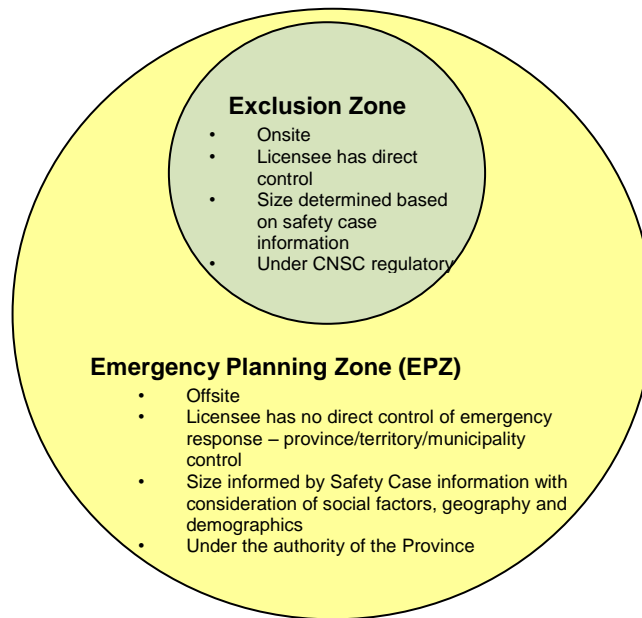 Exclusion Zone
• Onsite
• Licensee has direct
control
• Size determined based
on safety case
information
• Under CNSC regulatory
Emergency Planning Zone (EPZ)
• Offsite
• Licensee has no direct control of emergency
response – province/territory/municipality
control
• Size informed by Safety Case information with
consideration of social factors, geography and
demographics
• Under the authority of the Province